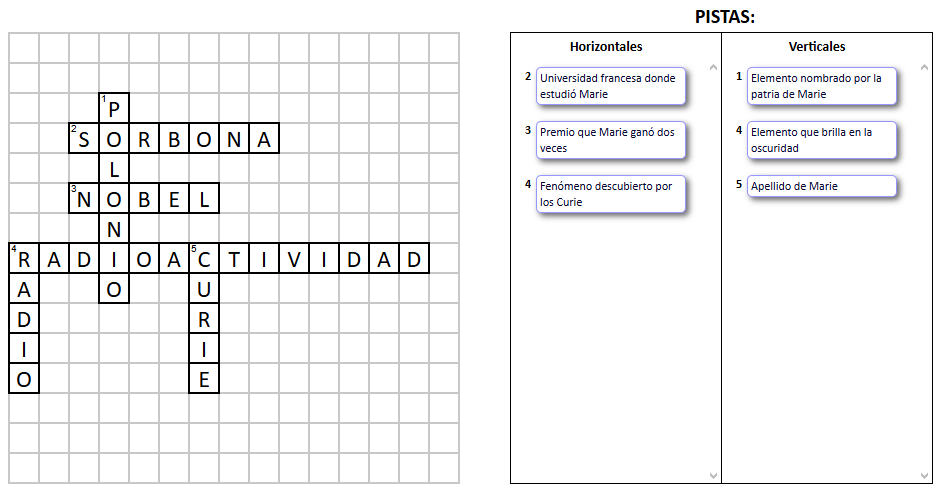 PISTAS:
Horizontales
2 Universidad francesa donde
estudió Marie
3 Premio que Marie ganó dos
veces
4 Fenómeno descubierto por
los Curie
Verticales
1 Elemento nombrado por la
patria de Marie
4 Elemento que brilla en la
oscuridad
5 Apellido de Marie
1 P
2 S O R B O N A
L
3 N O B E L
N
4 R A D I O A 5 C T I V I D A D
A O U
D R
I I
O E